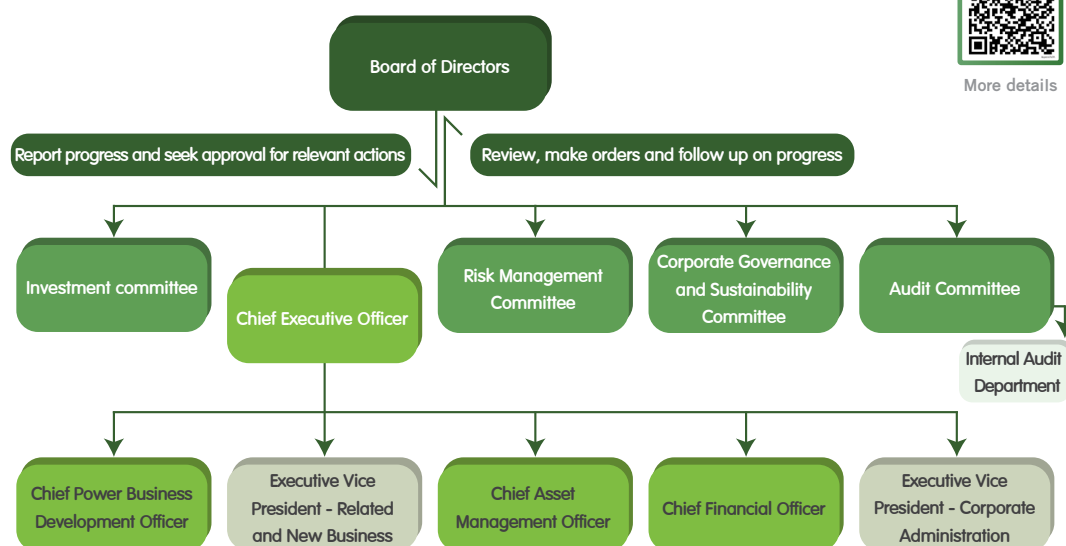 Board of Directors
More details
Report progress and seek approval for relevant actions
Review, make orders and follow up on progress
Investment committee
Chief Executive Officer
Risk Management
Committee
Corporate Governance
and Sustainability
Committee
Audit Committee
Internal Audit
Department
Chief Power Business
Development Officer
Executive Vice
President - Related
and New Business
Chief Asset
Management Officer
Chief Financial Officer
Executive Vice
President - Corporate
Administration